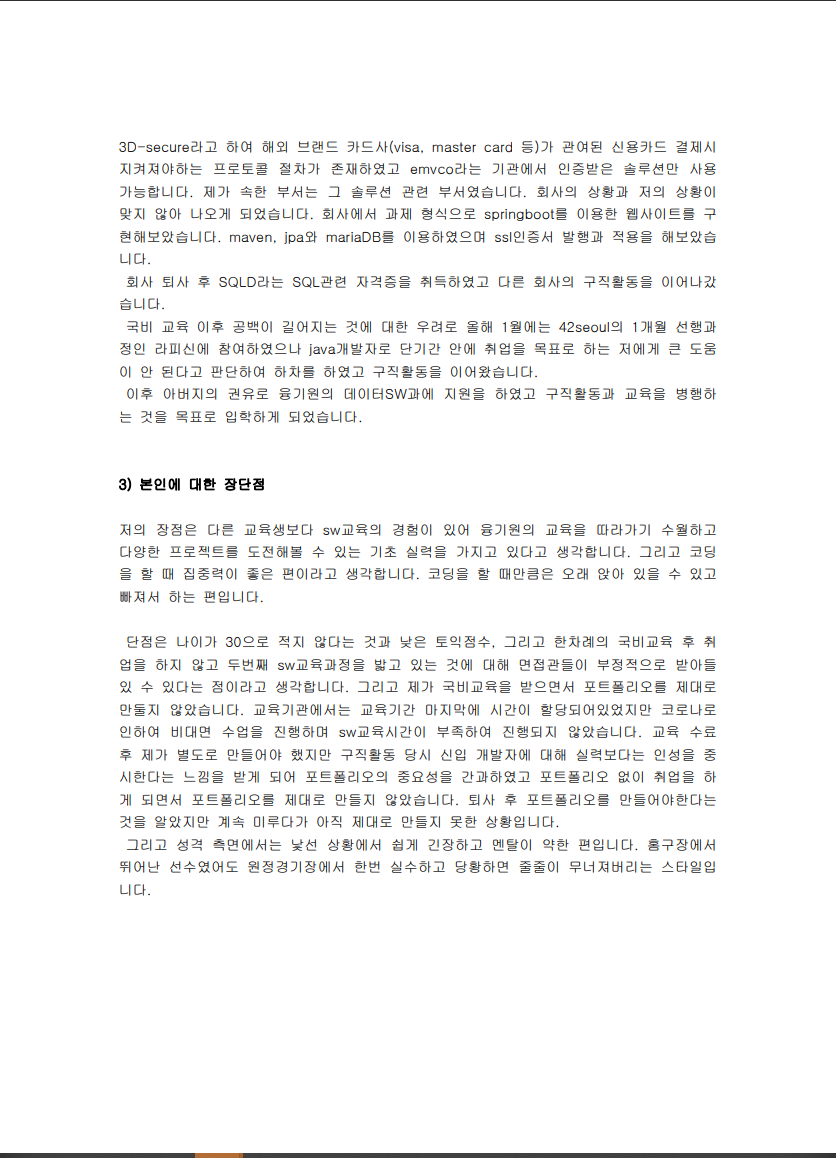 3D-secure라고 하여 해외 브랜드 카드사(visa, master card 등)가 관여된 신용카드 결제시
지켜져야하는 프로토콜 절차가 존재하였고 emvco라는 기관에서 인증받은 솔루션만 사용
가능합니다. 제가 속한 부서는 그 솔루션 관련 부서였습니다. 회사의 상황과 저의 상황이
맞지 않아 나오게 되었습니다. 회사에서 과제 형식으로 springboot를 이용한 웹사이트를 구
현해보았습니다. maven, jpa와 mariaDB를 이용하였으며 ssl인증서 발행과 적용을 해보았습
니다.
회사 퇴사 후 SQLD라는 SQL관련 자격증을 취득하였고 다른 회사의 구직활동을 이어나갔
습니다.
국비 교육 이후 공백이 길어지는 것에 대한 우려로 올해 1월에는 42seoul의 1개월 선행과
정인 라피신에 참여하였으나 java개발자로 단기간 안에 취업을 목표로 하는 저에게 큰 도움
이 안 된다고 판단하여 하차를 하였고 구직활동을 이어왔습니다.
이후 아버지의 권유로 융기원의 데이터SW과에 지원을 하였고 구직활동과 교육을 병행하
는 것을 목표로 입학하게 되었습니다.
3) 본인에 대한 장단점
저의 장점은 다른 교육생보다 sw교육의 경험이 있어 융기원의 교육을 따라가기 수월하고
다양한 프로젝트를 도전해볼 수 있는 기초 실력을 가지고 있다고 생각합니다. 그리고 코딩
을 할 때 집중력이 좋은 편이라고 생각합니다. 코딩을 할 때만큼은 오래 앉아 있을 수 있고
빠져서 하는 편입니다.
단점은 나이가 30으로 적지 않다는 것과 낮은 토익점수, 그리고 한차례의 국비교육 후 취
업을 하지 않고 두번째 sw교육과정을 밟고 있는 것에 대해 면접관들이 부정적으로 받아들
있 수 있다는 점이라고 생각합니다. 그리고 제가 국비교육을 받으면서 포트폴리오를 제대로
만들지 않았습니다. 교육기관에서는 교육기간 마지막에 시간이 할당되어있었지만 코로나로
인하여 비대면 수업을 진행하며 sw교육시간이 부족하여 진행되지 않았습니다. 교육 수료
후 제가 별도로 만들어야 했지만 구직활동 당시 신입 개발자에 대해 실력보다는 인성을 중
시한다는 느낌을 받게 되어 포트폴리오의 중요성을 간과하였고 포트폴리오 없이 취업을 하
게 되면서 포트폴리오를 제대로 만들지 않았습니다. 퇴사 후 포트폴리오를 만들어야한다는
것을 알았지만 계속 미루다가 아직 제대로 만들지 못한 상황입니다.
그리고 성격 측면에서는 낯선 상황에서 쉽게 긴장하고 멘탈이 약한 편입니다. 홈구장에서
뛰어난 선수였어도 원정경기장에서 한번 실수하고 당황하면 줄줄이 무너져버리는 스타일입
니다.